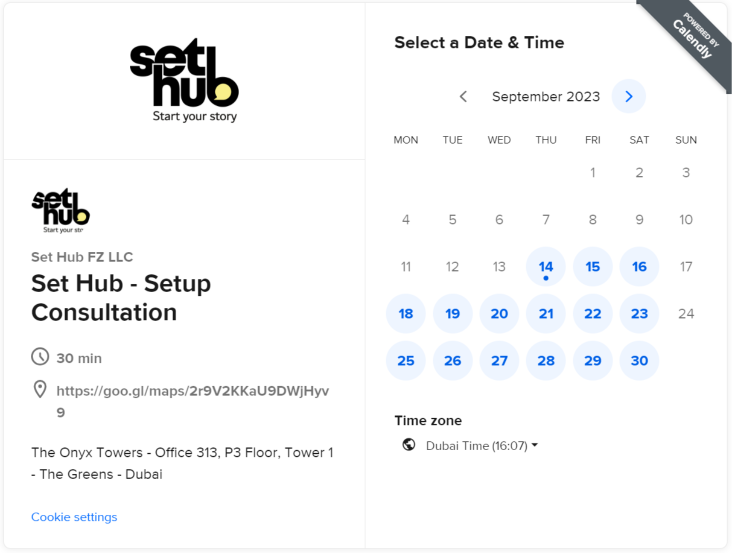 set
hub
Start your story
set
hub
Start your str
Set Hub FZ LLC
Set Hub - Setup
Consultation
30 min
https://goo.gl/maps/2r9V2KKaU9DWjHyv
9
The Onyx Towers - Office 313, P3 Floor, Tower 1
- The Greens - Dubai
Cookie settings
POWERED BY
Calendly
Select a Date & Time
September 2023
MON TUE WED THU FRI SAT SUN
1 2 3
4 5 6 7 8 9 10
11 12 13 14 15 16 17
18 19 20 21 22 23 24
25 26 27 28 29 30
Time zone
Dubai Time (16:07)